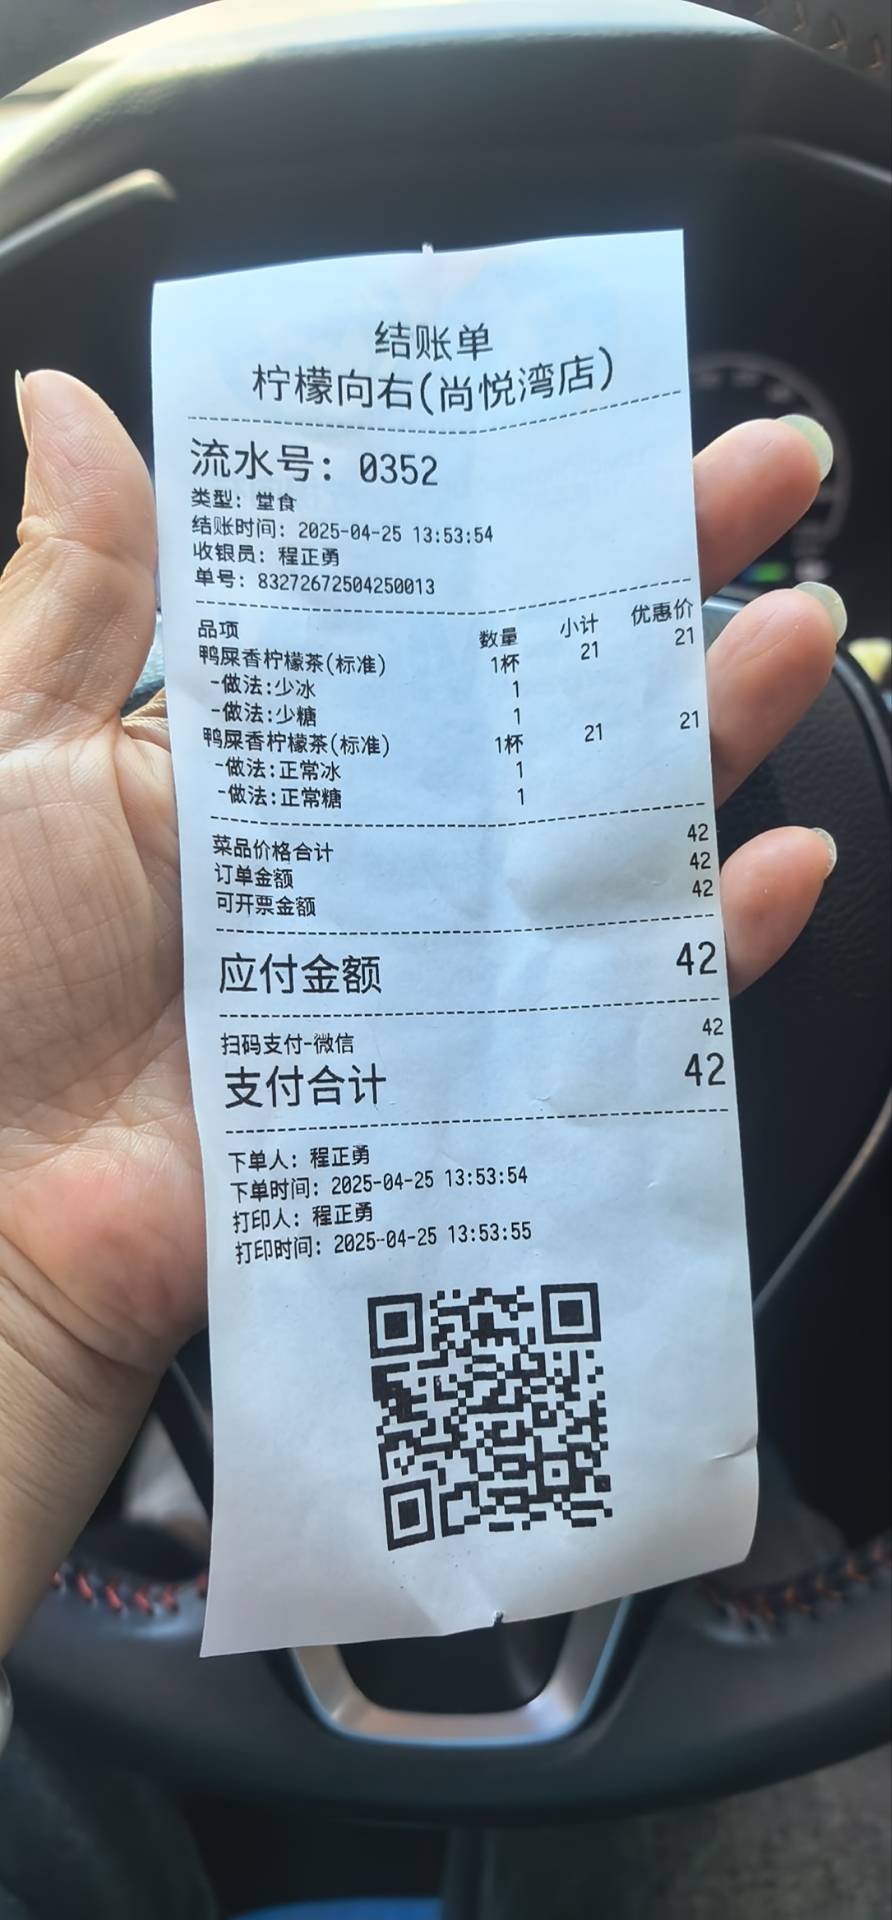 结账单
柠檬向右(尚悦湾店)
流水号: 0352
类型: 堂食
结账时间: 2025-04-25 13:53:54
收银员: 程正勇
单号: 83272672504250013
品项 数量 小计 优惠价
鸭屎香柠檬茶(标准) 1杯 21 21
-做法:少冰 1
-做法:少糖 1
鸭屎香柠檬茶(标准) 1杯 21 21
-做法:正常冰 1
-做法:正常糖 1
菜品价格合计 42
订单金额 42
可开票金额 42
应付金额 42
扫码支付-微信 42
支付合计 42
下单人: 程正勇
下单时间: 2025-04-25 13:53:54
打印人: 程正勇
打印时间: 2025-04-25 13:53:55